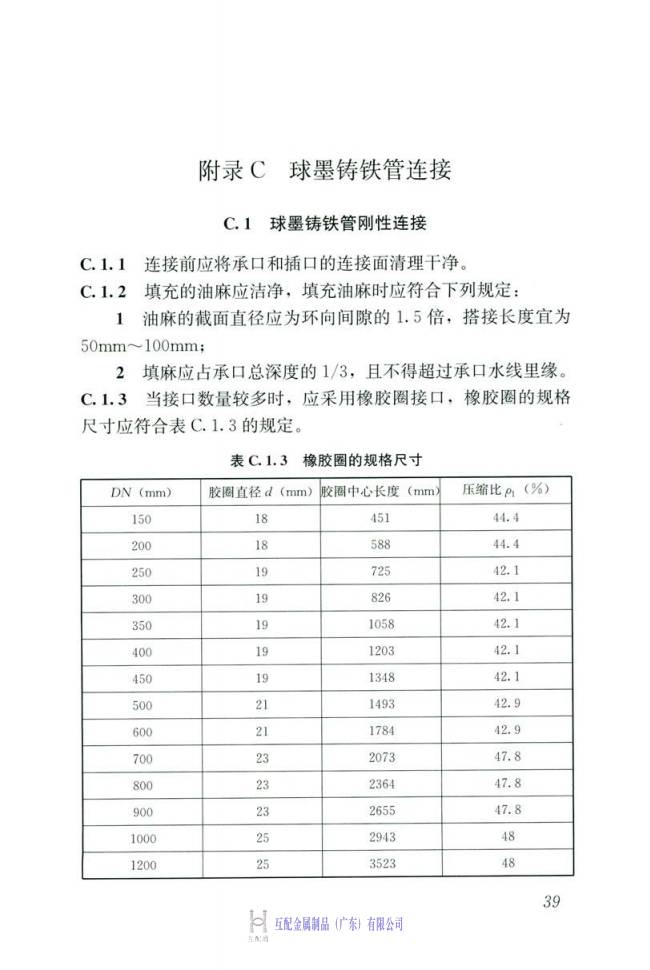 附录 C 球墨铸铁管连接
C.1 球墨铸铁管刚性连接
C.1.1 连接前应将承口和插口的连接面清理干净。
C.1.2 填充的油麻应洁净，填充油麻时应符合下列规定：
1 油麻的截面直径应为环向间隙的 1.5 倍，搭接长度宜为
50mm～100mm；
2 填麻应占承口总深度的 1/3，且不得超过承口水线里缘。
C.1.3 当接口数量较多时，应采用橡胶圈接口，橡胶圈的规格
尺寸应符合表 C.1.3 的规定。
表 C.1.3 橡胶圈的规格尺寸
DN（mm） 胶圈直径 d（mm） 胶圈中心长度（mm） 压缩比 ρ₁（%）
150 18 451 44.4
200 18 588 44.4
250 19 725 42.1
300 19 826 42.1
350 19 1058 42.1
400 19 1203 42.1
450 19 1348 42.1
500 21 1493 42.9
600 21 1784 42.9
700 23 2073 47.8
800 23 2364 47.8
900 23 2655 47.8
1000 25 2943 48
1200 25 3523 48
39
互配金属制品（广东）有限公司